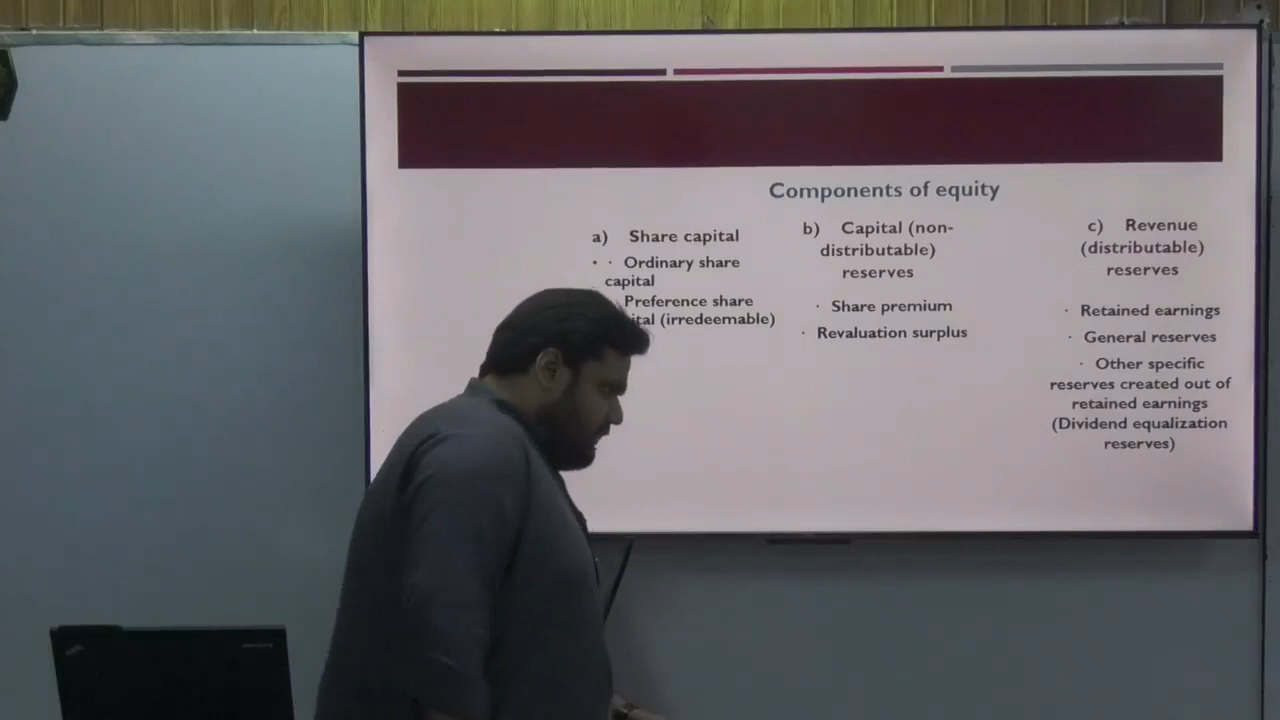 Components of equity
a) Share capital
• · Ordinary share
capital
Preference share
(irredeemable)
b) Capital (non-
distributable)
reserves
· Share premium
· Revaluation surplus
c) Revenue
(distributable)
reserves
· Retained earnings
· General reserves
· Other specific
reserves created out of
retained earnings
(Dividend equalization
reserves)